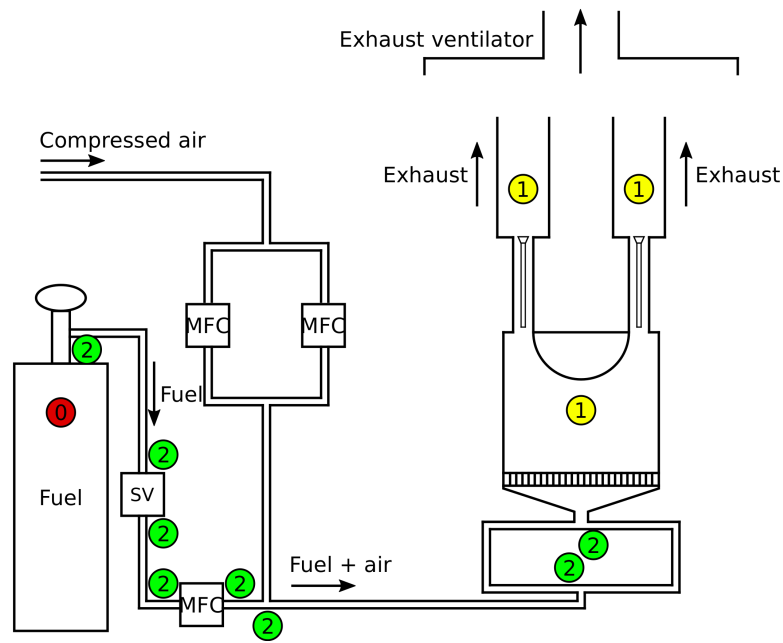 Exhaust ventilator
Compressed air
Exhaust
1
1
Exhaust
MFC
MFC
2
Fuel
0
1
2
Fuel
SV
2
2
2
2
Fuel + air
2
MFC
2
2